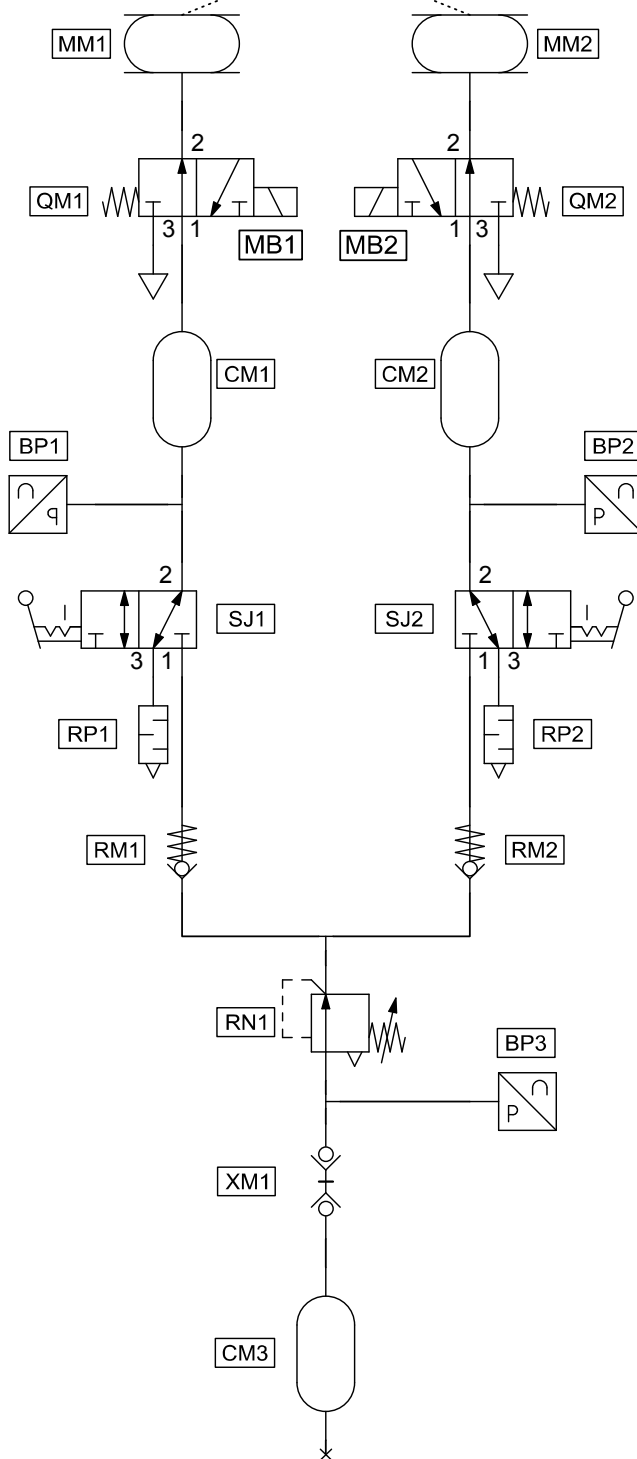 MM1 MM2
2 2
QM1 QM2
3 1 1 3
MB1 MB2
CM1 CM2
BP1 BP2
p P
2 2
SJ1 SJ2
3 1 1 3
RP1 RP2
RM1 RM2
RN1
BP3
P
XM1
CM3